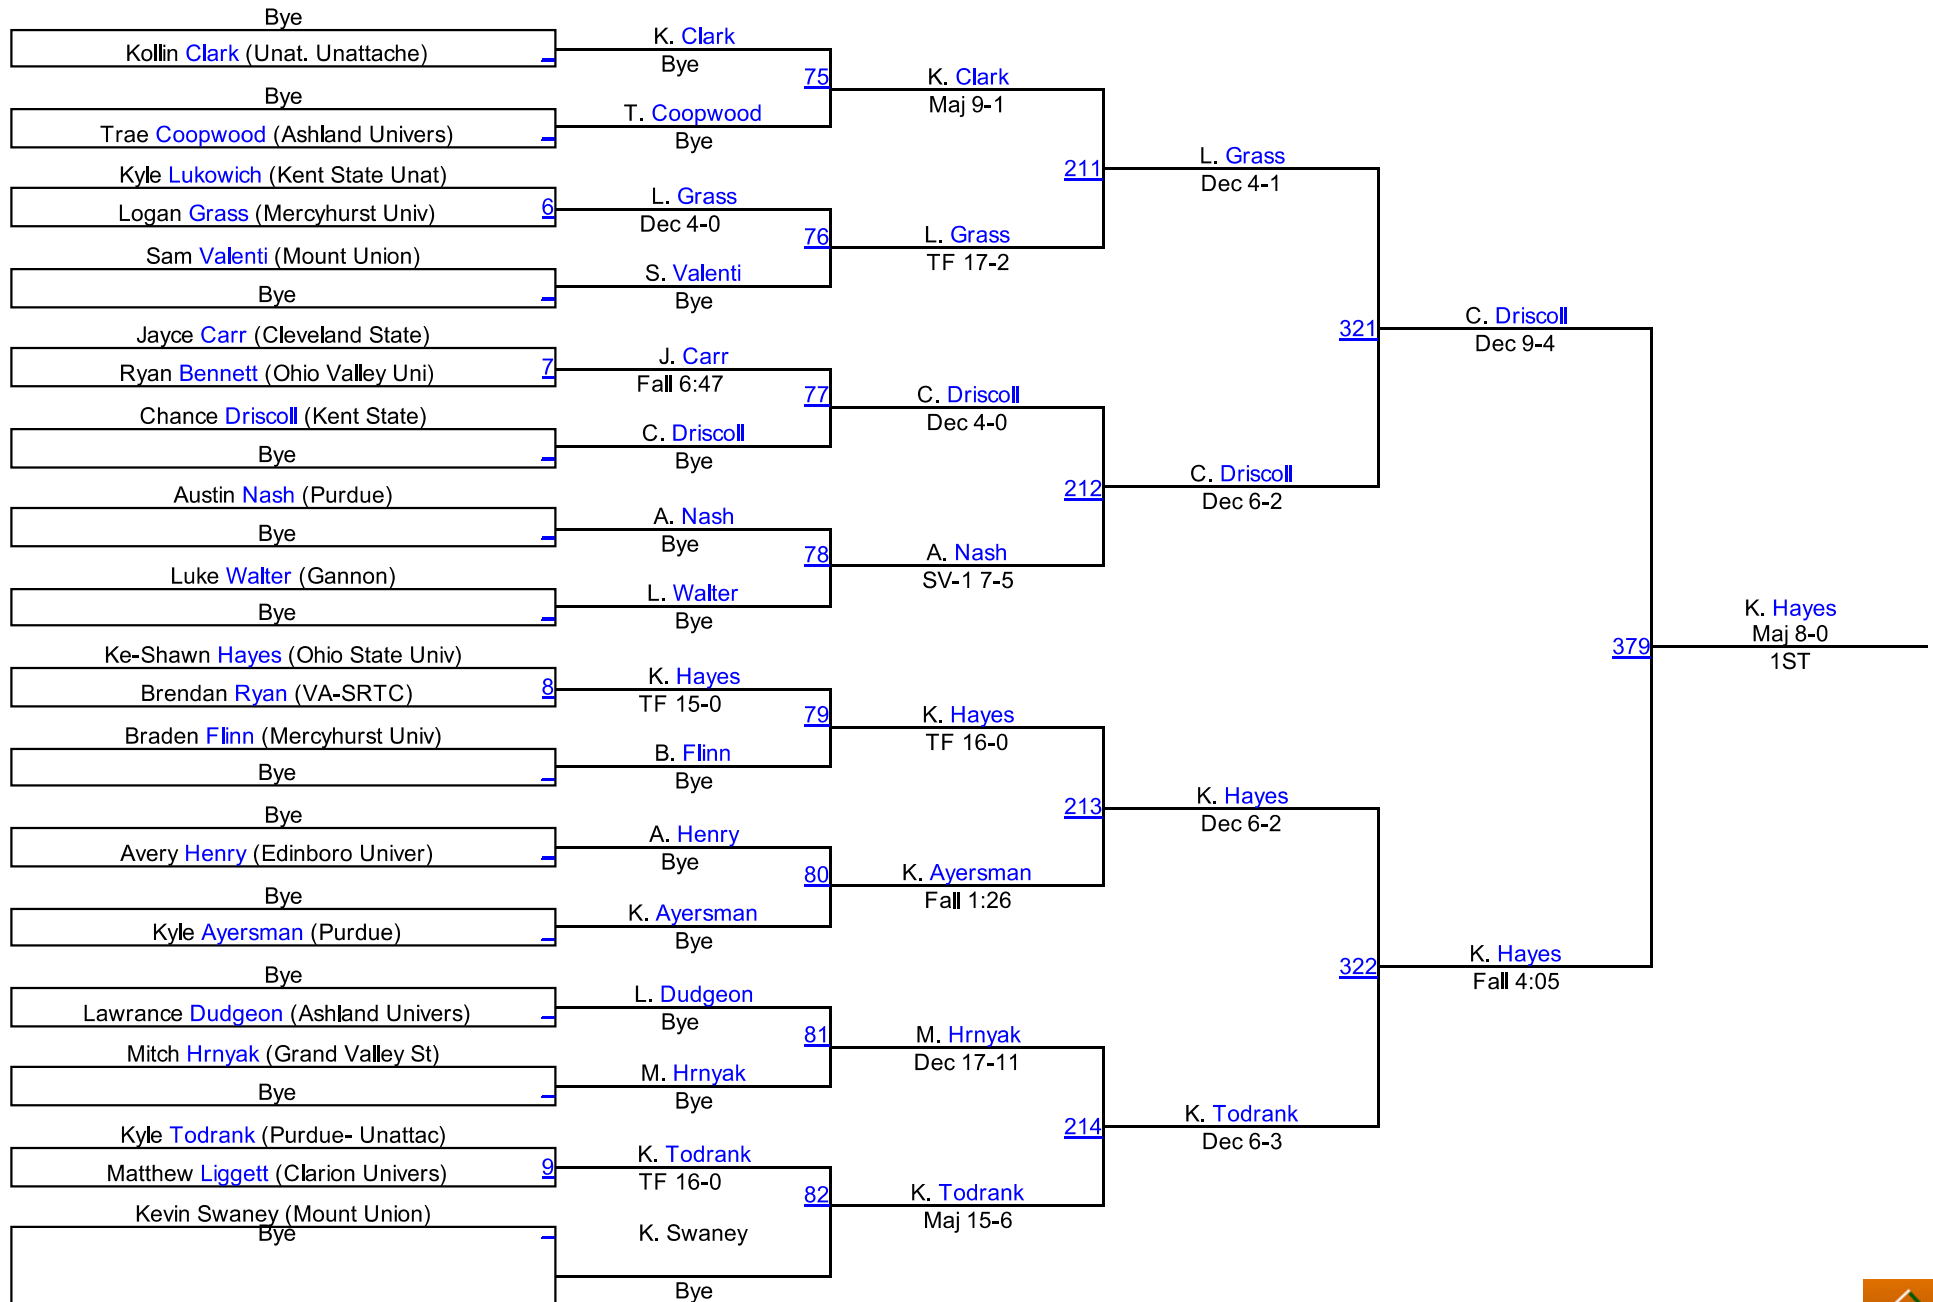 Bye
Kollin Clark (Unat. Unattache)
Bye
Trae Coopwood (Ashland Univers)
Kyle Lukowich (Kent State Unat)
Logan Grass (Mercyhurst Univ)
6
Sam Valenti (Mount Union)
Bye
Jayce Carr (Cleveland State)
Ryan Bennett (Ohio Valley Uni)
7
Chance Driscoll (Kent State)
Bye
Austin Nash (Purdue)
Bye
Luke Walter (Gannon)
Bye
Ke-Shawn Hayes (Ohio State Univ)
Brendan Ryan (VA-SRTC)
8
Braden Flinn (Mercyhurst Univ)
Bye
Bye
Avery Henry (Edinboro Univer)
Bye
Kyle Ayersman (Purdue)
Bye
Lawrance Dudgeon (Ashland Univers)
Mitch Hrnyak (Grand Valley St)
Bye
Kyle Todrank (Purdue- Unattac)
Matthew Liggett (Clarion Univers)
9
Kevin Swaney (Mount Union)
Bye
K. Clark
Bye
75
T. Coopwood
Bye
L. Grass
Dec 4-0
76
S. Valenti
Bye
J. Carr
Fall 6:47
77
C. Driscoll
Bye
A. Nash
Bye
78
L. Walter
Bye
K. Hayes
TF 15-0
79
B. Flinn
Bye
A. Henry
Bye
80
K. Ayersman
Bye
L. Dudgeon
Bye
81
M. Hrnyak
Bye
K. Todrank
TF 16-0
82
K. Swaney
Bye
K. Clark
Maj 9-1
211
L. Grass
TF 17-2
C. Driscoll
Dec 4-0
212
A. Nash
SV-1 7-5
K. Hayes
TF 16-0
213
K. Ayersman
Fall 1:26
M. Hrnyak
Dec 17-11
214
K. Todrank
Maj 15-6
L. Grass
Dec 4-1
321
C. Driscoll
Dec 6-2
K. Hayes
Dec 6-2
322
K. Todrank
Dec 6-3
C. Driscoll
Dec 9-4
379
K. Hayes
Fall 4:05
K. Hayes
Maj 8-0
1ST